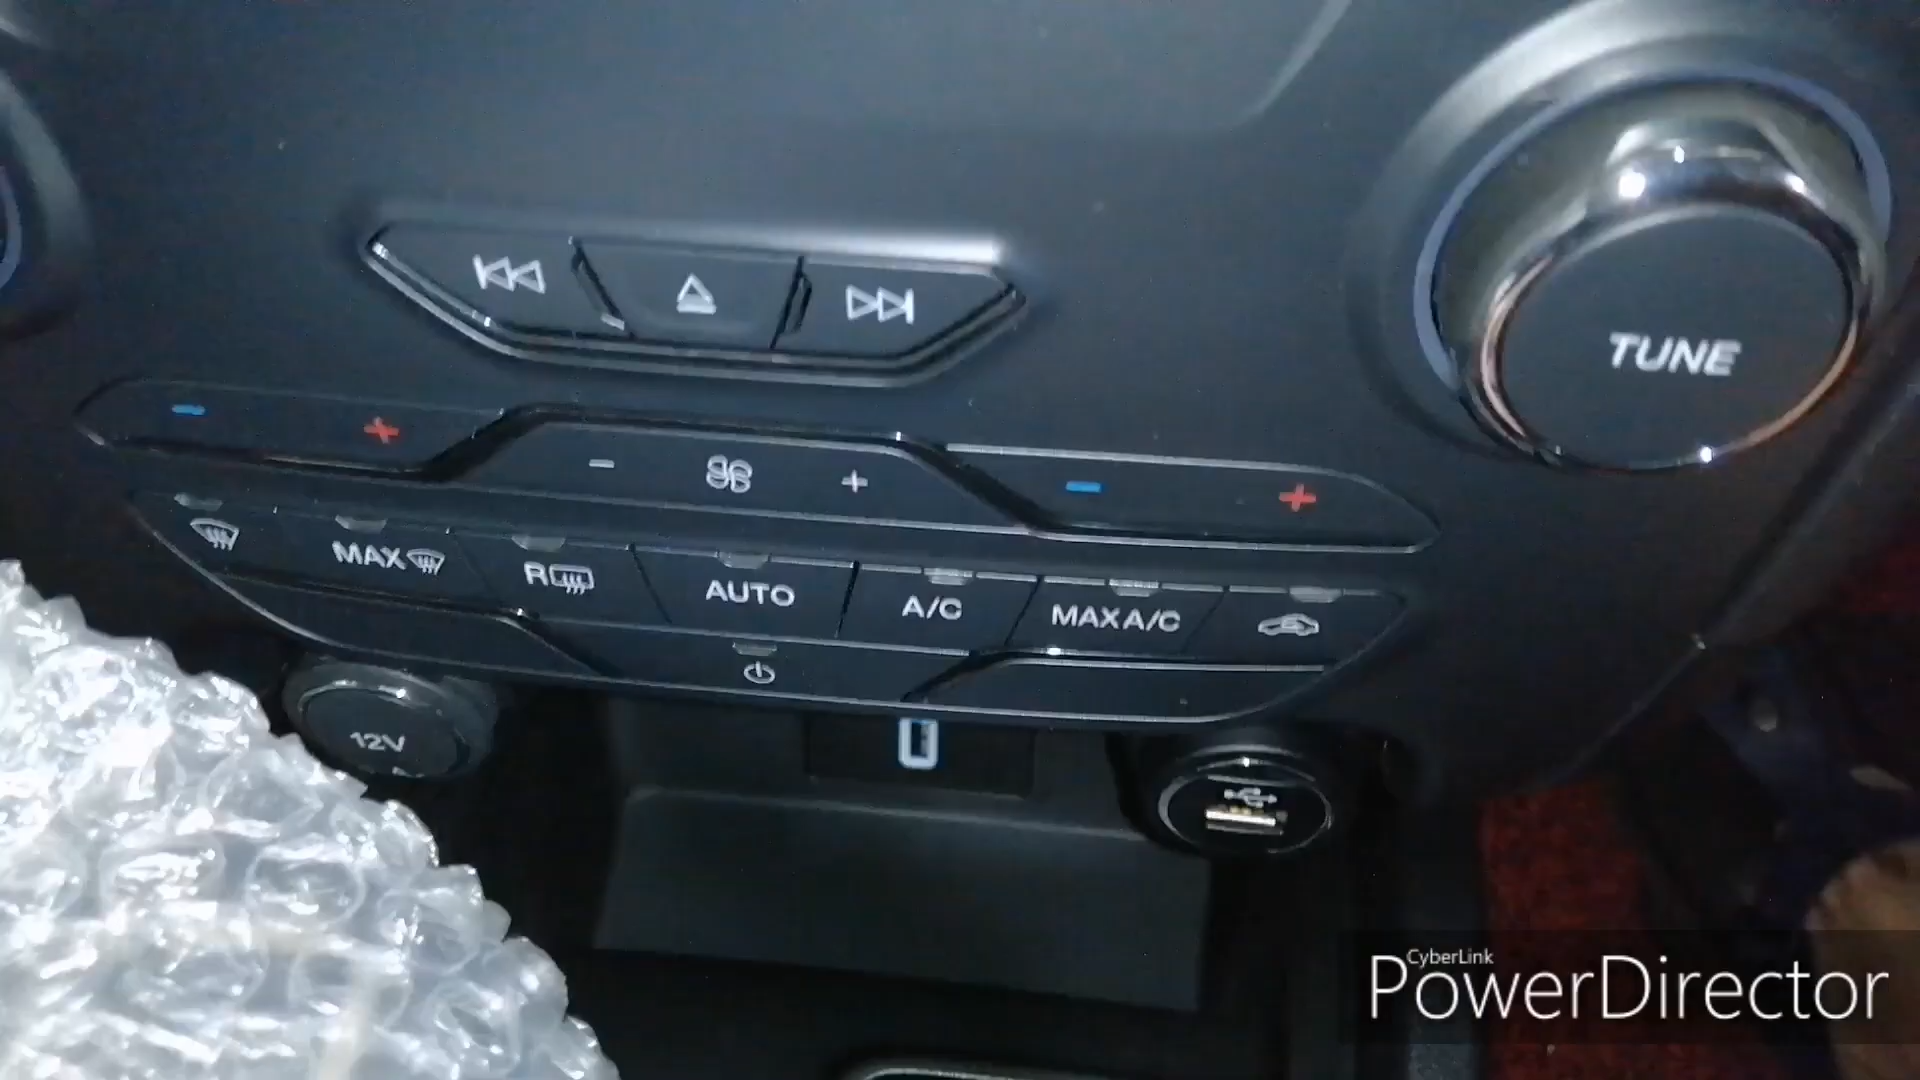 TUNE
MAX
R
AUTO
A/C
MAX A/C
12V
CyberLink
PowerDirector